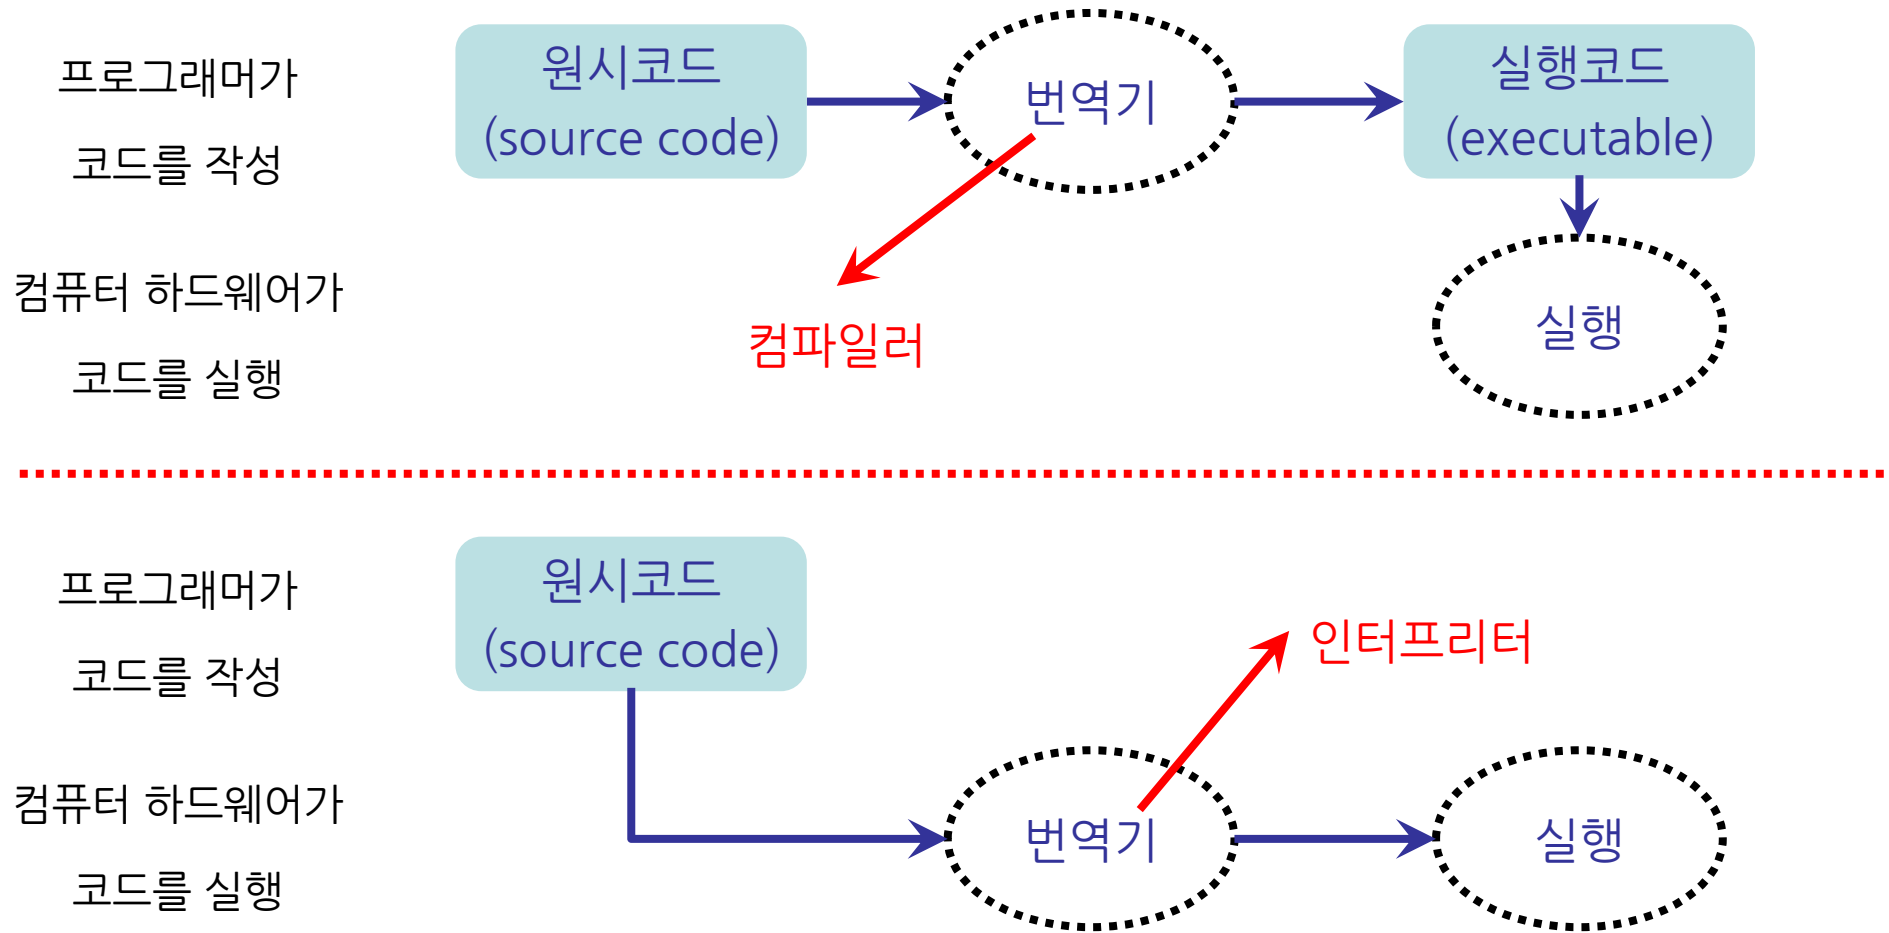 프로그래머가
코드를 작성
원시코드
(source code)
번역기
실행코드
(executable)
컴퓨터 하드웨어가
코드를 실행
컴파일러
실행
프로그래머가
코드를 작성
원시코드
(source code)
인터프리터
컴퓨터 하드웨어가
코드를 실행
번역기
실행